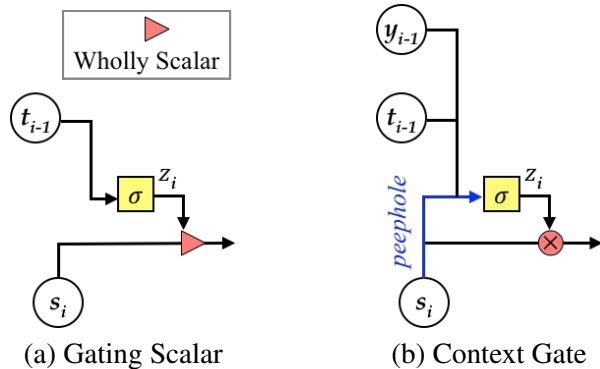 Wholly Scalar
t_{i-1}
σ
z_i
s_i
(a) Gating Scalar
y_{i-1}
t_{i-1}
peephole
σ
z_i
s_i
(b) Context Gate